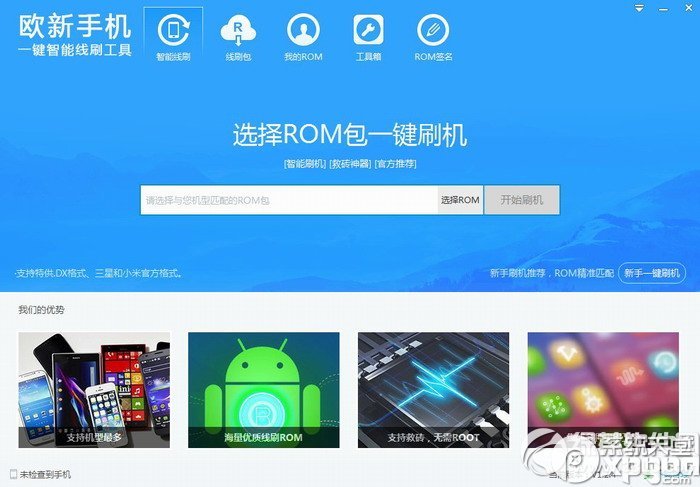 欧新手机
一键智能线刷工具
智能线刷
线刷包
我的ROM
工具箱
ROM签名
选择ROM包一键刷机
[智能刷机] [救砖神器] [官方推荐]
请选择与您机型匹配的ROM包
选择ROM
开始刷机
·支持特供.DX格式、三星和小米官方格式。
新手刷机推荐，ROM精准匹配
新手一键刷机
我们的优势
支持机型最多
海量优质线刷ROM
支持救砖，无需ROOT
系统天堂
未检查到手机